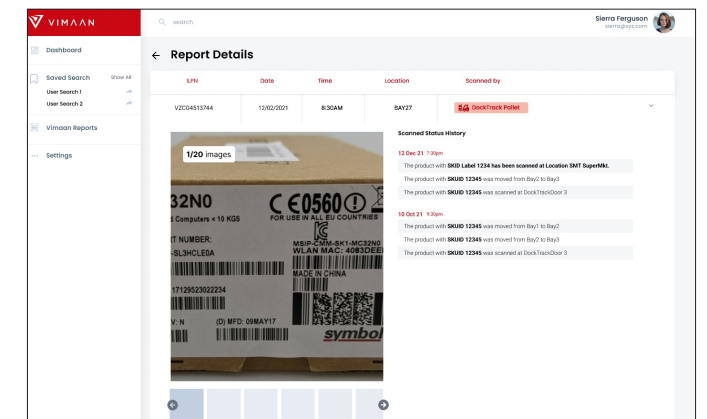 VIMAAN
search
Sierra Ferguson
sierra@xyz.com
Dashboard
Saved Search Show All
User Search 1
User Search 2
Vimaan Reports
Settings
Report Details
ILPN Date Time Location Scanned by
VZC04513744 12/02/2021 8:30AM BAY27 DockTrack Pallet
1/20 images
32N0
CE0560
d Computers < 10 KGS FOR USE IN ALL EU COUNTRIES
RT NUMBER:
-SL3HCLE0A
MSIP-CMM-SK1-MC32N0
WLAN MAC: 4083DEE
MADE IN CHINA
17129523022234
V: N (D) MFD: 09MAY17
symbol
Scanned Status History
12 Dec 21 7:30pm
The product with SKID Label 1234 has been scanned at Location SMT SuperMkt.
The product with SKUID 12345 was moved from Bay2 to Bay3
The product with SKUID 12345 was scanned at DockTrackDoor 3
10 Oct 21 9:30pm
The product with SKUID 12345 was moved from Bay1 to Bay2
The product with SKUID 12345 was moved from Bay2 to Bay3
The product with SKUID 12345 was scanned at DockTrackDoor 3